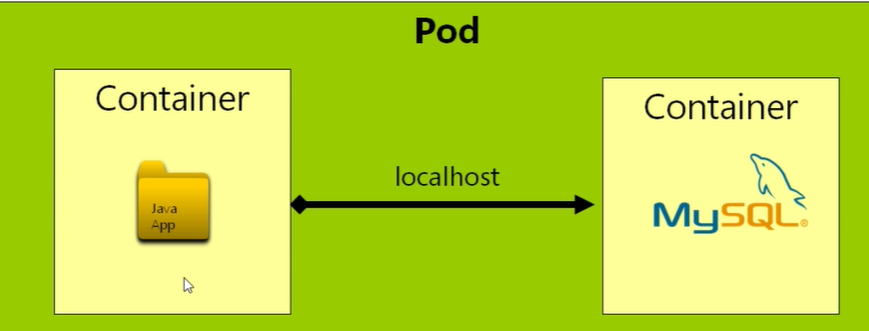 Pod
Container
Java
App
localhost
Container
MySQL®